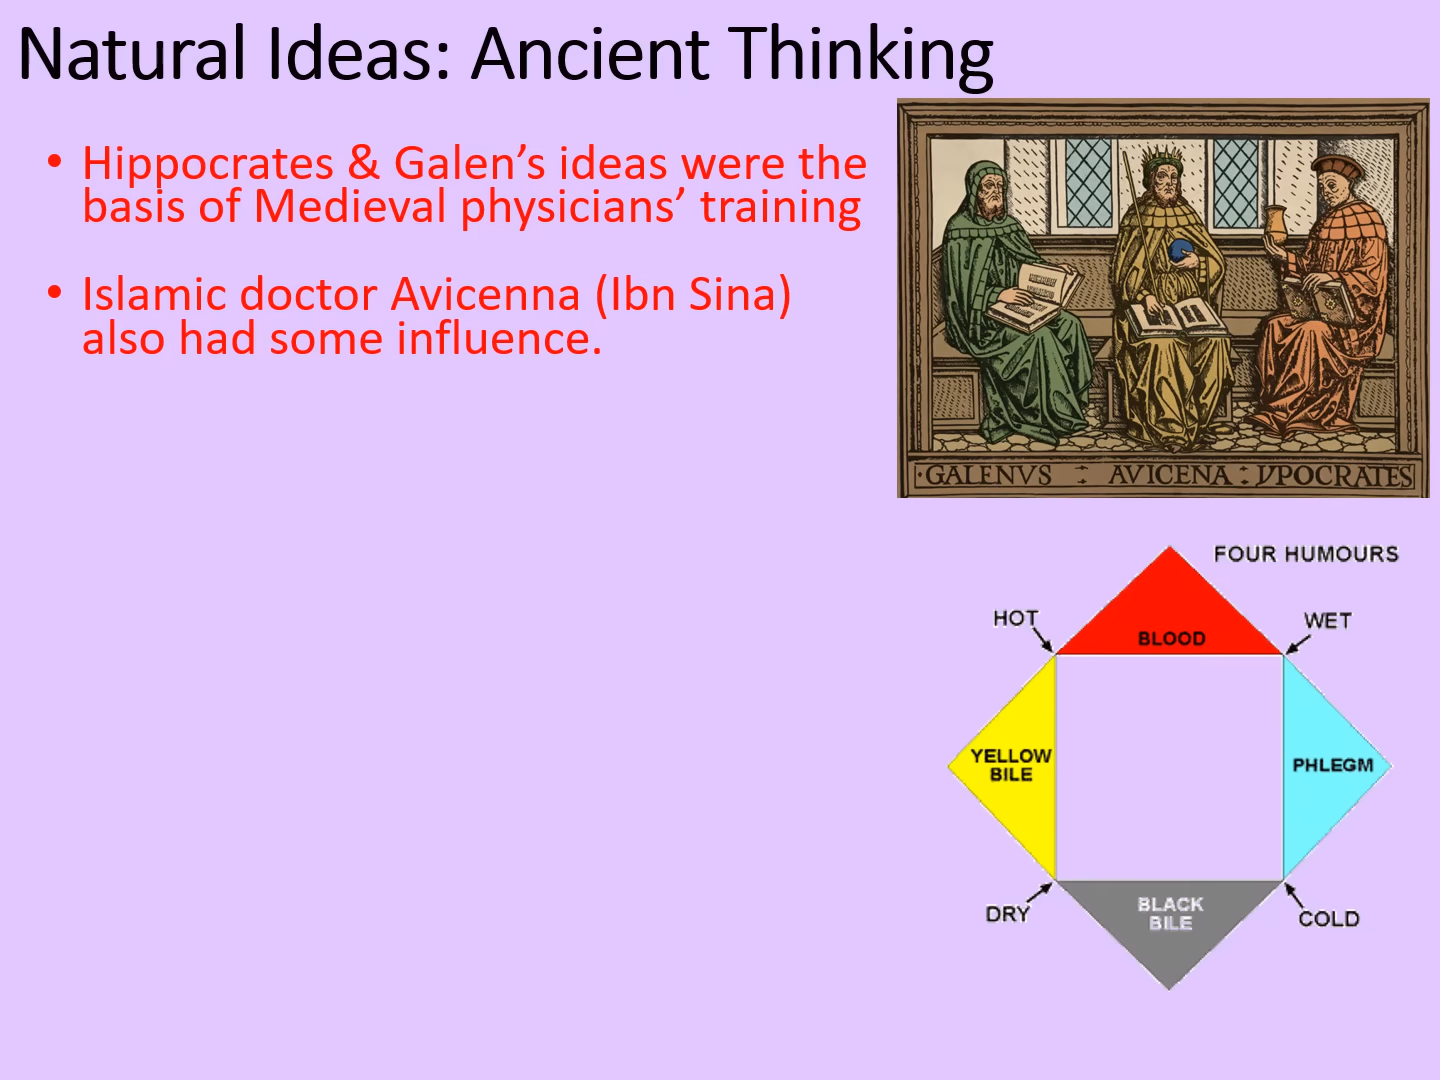 Natural Ideas: Ancient Thinking
• Hippocrates & Galen’s ideas were the
basis of Medieval physicians’ training
• Islamic doctor Avicenna (Ibn Sina)
also had some influence.
·GALENVS : AVICENA : YPOCRATES
FOUR HUMOURS
HOT
WET
BLOOD
YELLOW
BILE
PHLEGM
DRY
BLACK
BILE
COLD